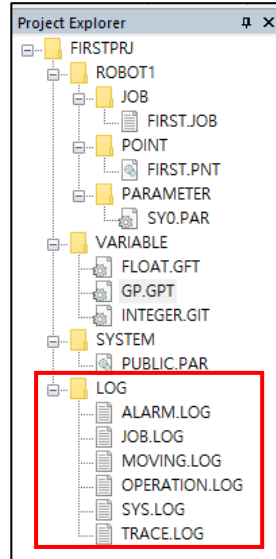 Project Explorer
FIRSTPRJ
ROBOT1
JOB
FIRST.JOB
POINT
FIRST.PNT
PARAMETER
SY0.PAR
VARIABLE
FLOAT.GFT
GP.GPT
INTEGER.GIT
SYSTEM
PUBLIC.PAR
LOG
ALARM.LOG
JOB.LOG
MOVING.LOG
OPERATION.LOG
SYS.LOG
TRACE.LOG